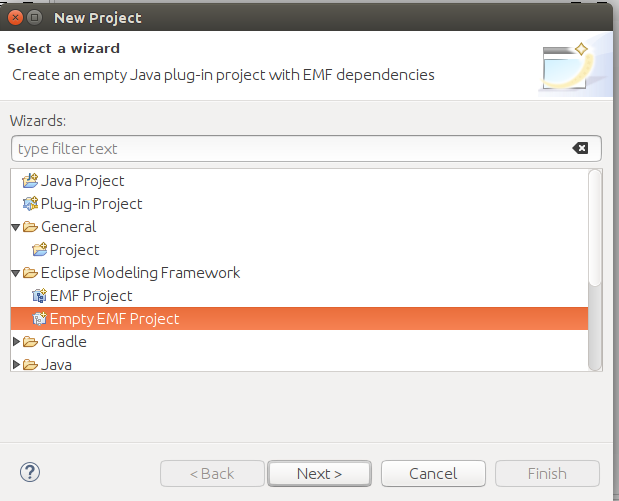 New Project
Select a wizard
Create an empty Java plug-in project with EMF dependencies
Wizards:
type filter text
Java Project
Plug-in Project
General
Project
Eclipse Modeling Framework
EMF Project
Empty EMF Project
Gradle
Java
?
< Back
Next >
Cancel
Finish